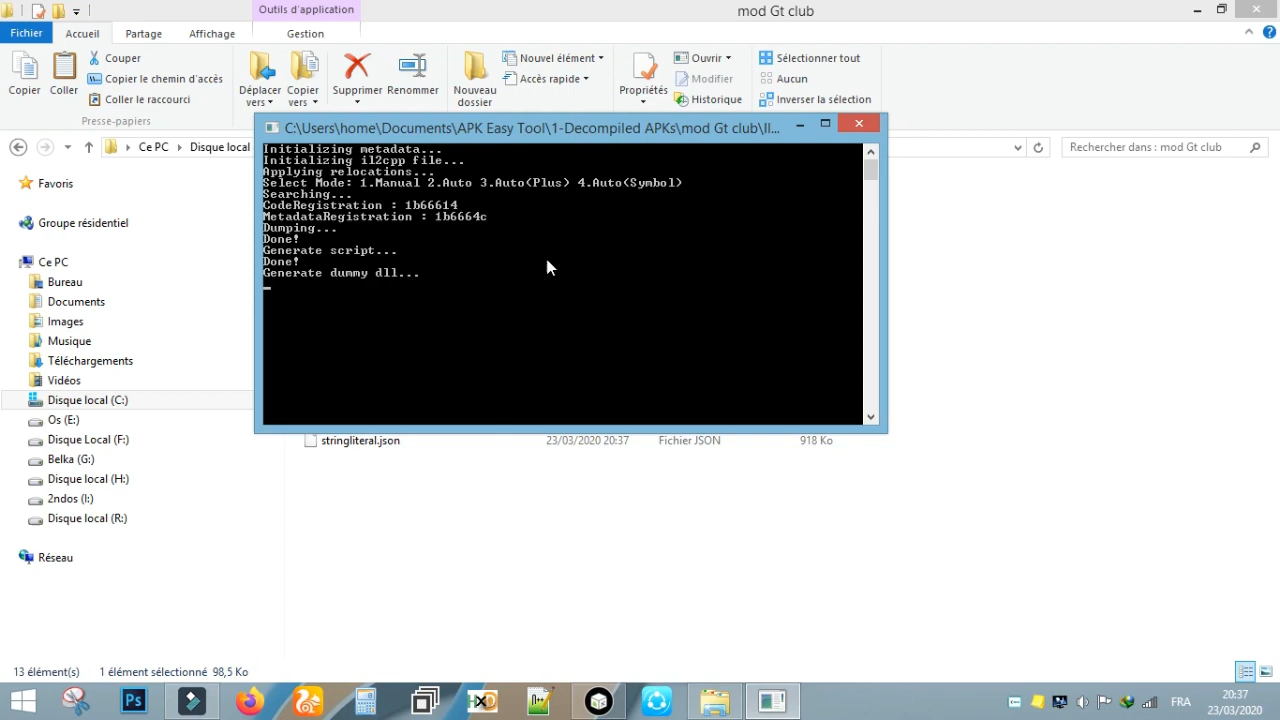 Outils d'application
mod Gt club
Fichier
Accueil
Partage
Affichage
Gestion
Copier
Coller
Couper
Copier le chemin d'accès
Coller le raccourci
Presse-papiers
Déplacer vers
Copier vers
Supprimer
Renommer
Nouveau dossier
Nouvel élément
Accès rapide
Propriétés
Ouvrir
Modifier
Historique
Sélectionner tout
Aucun
Inverser la sélection
Ce PC
Disque local
Rechercher dans : mod Gt club
C:\Users\home\Documents\APK Easy Tool\1-Decompiled APKs\mod Gt club\Il...
Initializing metadata...
Initializing il2cpp file...
Applying relocations...
Select Mode: 1.Manual 2.Auto 3.Auto(Plus) 4.Auto(Symbol)
Searching...
CodeRegistration : 1b66614
MetadataRegistration : 1b6664c
Dumping...
Done!
Generate script...
Done!
Generate dummy dll...
Favoris
Groupe résidentiel
Ce PC
Bureau
Documents
Images
Musique
Téléchargements
Vidéos
Disque local (C:)
Os (E:)
Disque Local (F:)
Belka (G:)
Disque local (H:)
2ndos (I:)
Disque local (R:)
Réseau
stringliteral.json 23/03/2020 20:37 Fichier JSON 918 Ko
13 élément(s) 1 élément sélectionné 98,5 Ko
Ps
HxD
FRA
20:37
23/03/2020